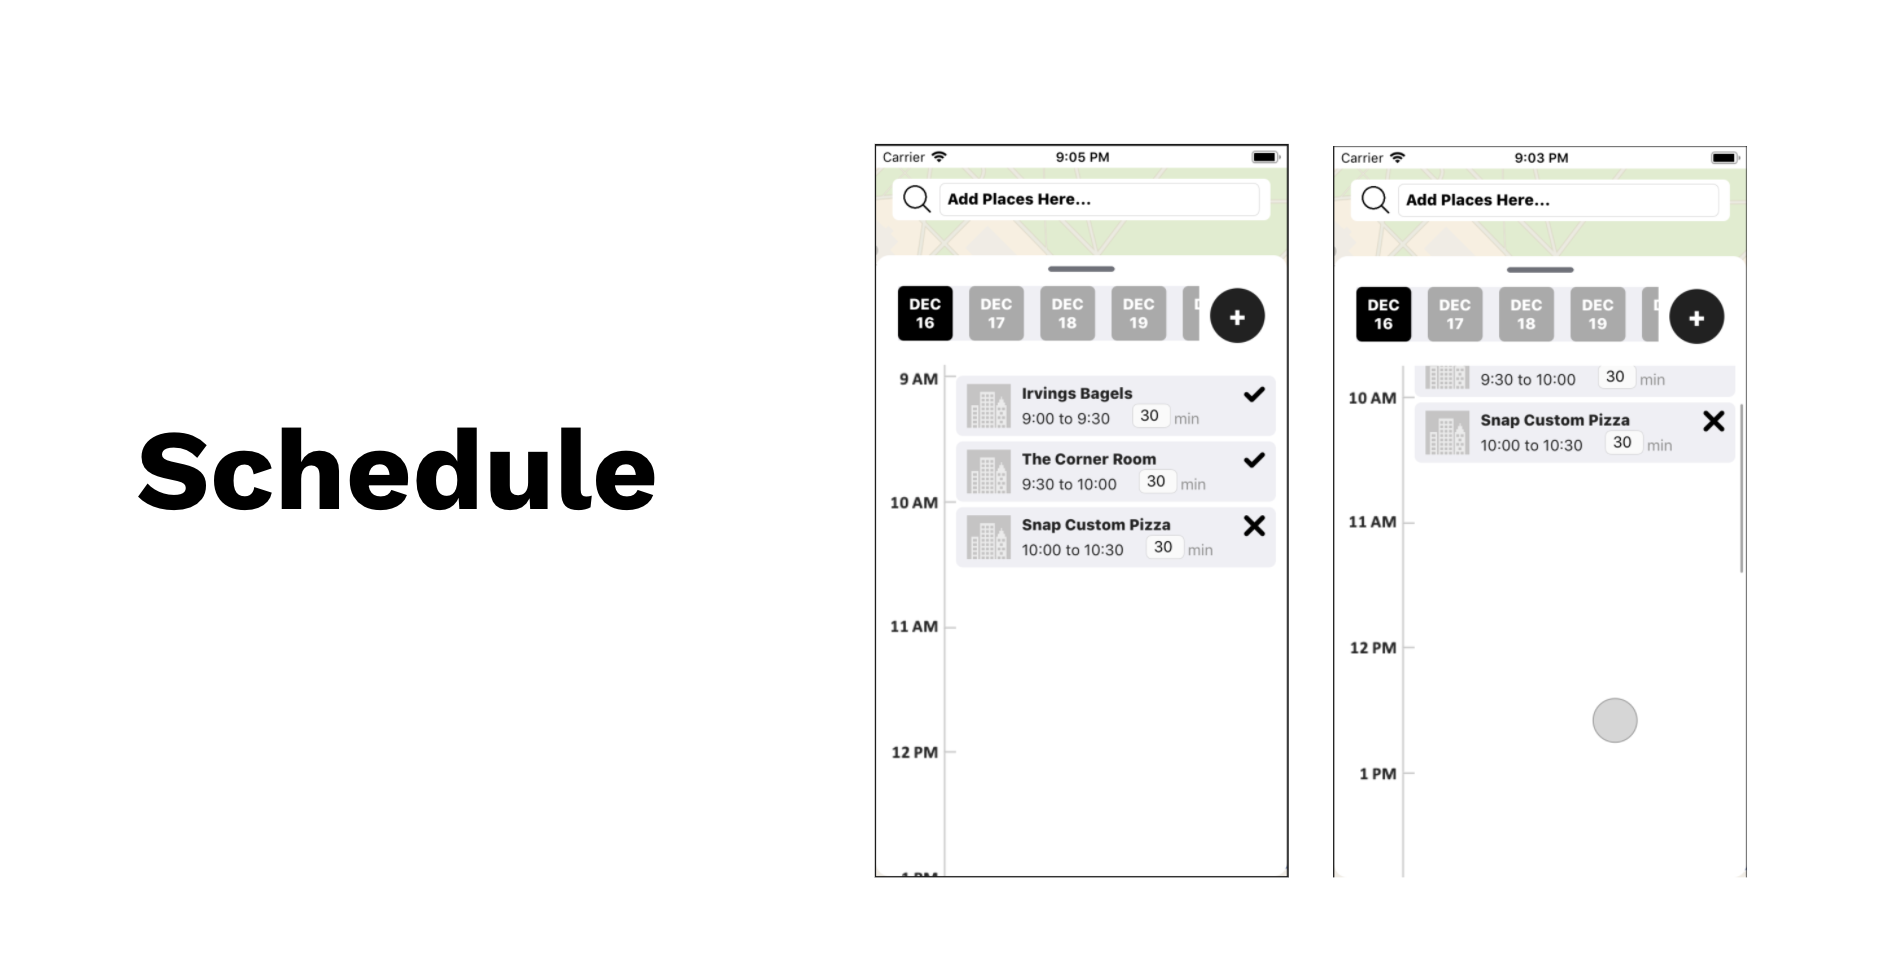 Schedule
Carrier 9:05 PM
Add Places Here...
DEC DEC DEC DEC
16 17 18 19
+
9 AM
Irvings Bagels
9:00 to 9:30 30 min
The Corner Room
9:30 to 10:00 30 min
10 AM
Snap Custom Pizza
10:00 to 10:30 30 min
11 AM
12 PM
1 PM
Carrier 9:03 PM
Add Places Here...
DEC DEC DEC DEC
16 17 18 19
+
9:30 to 10:00 30 min
10 AM
Snap Custom Pizza
10:00 to 10:30 30 min
11 AM
12 PM
1 PM